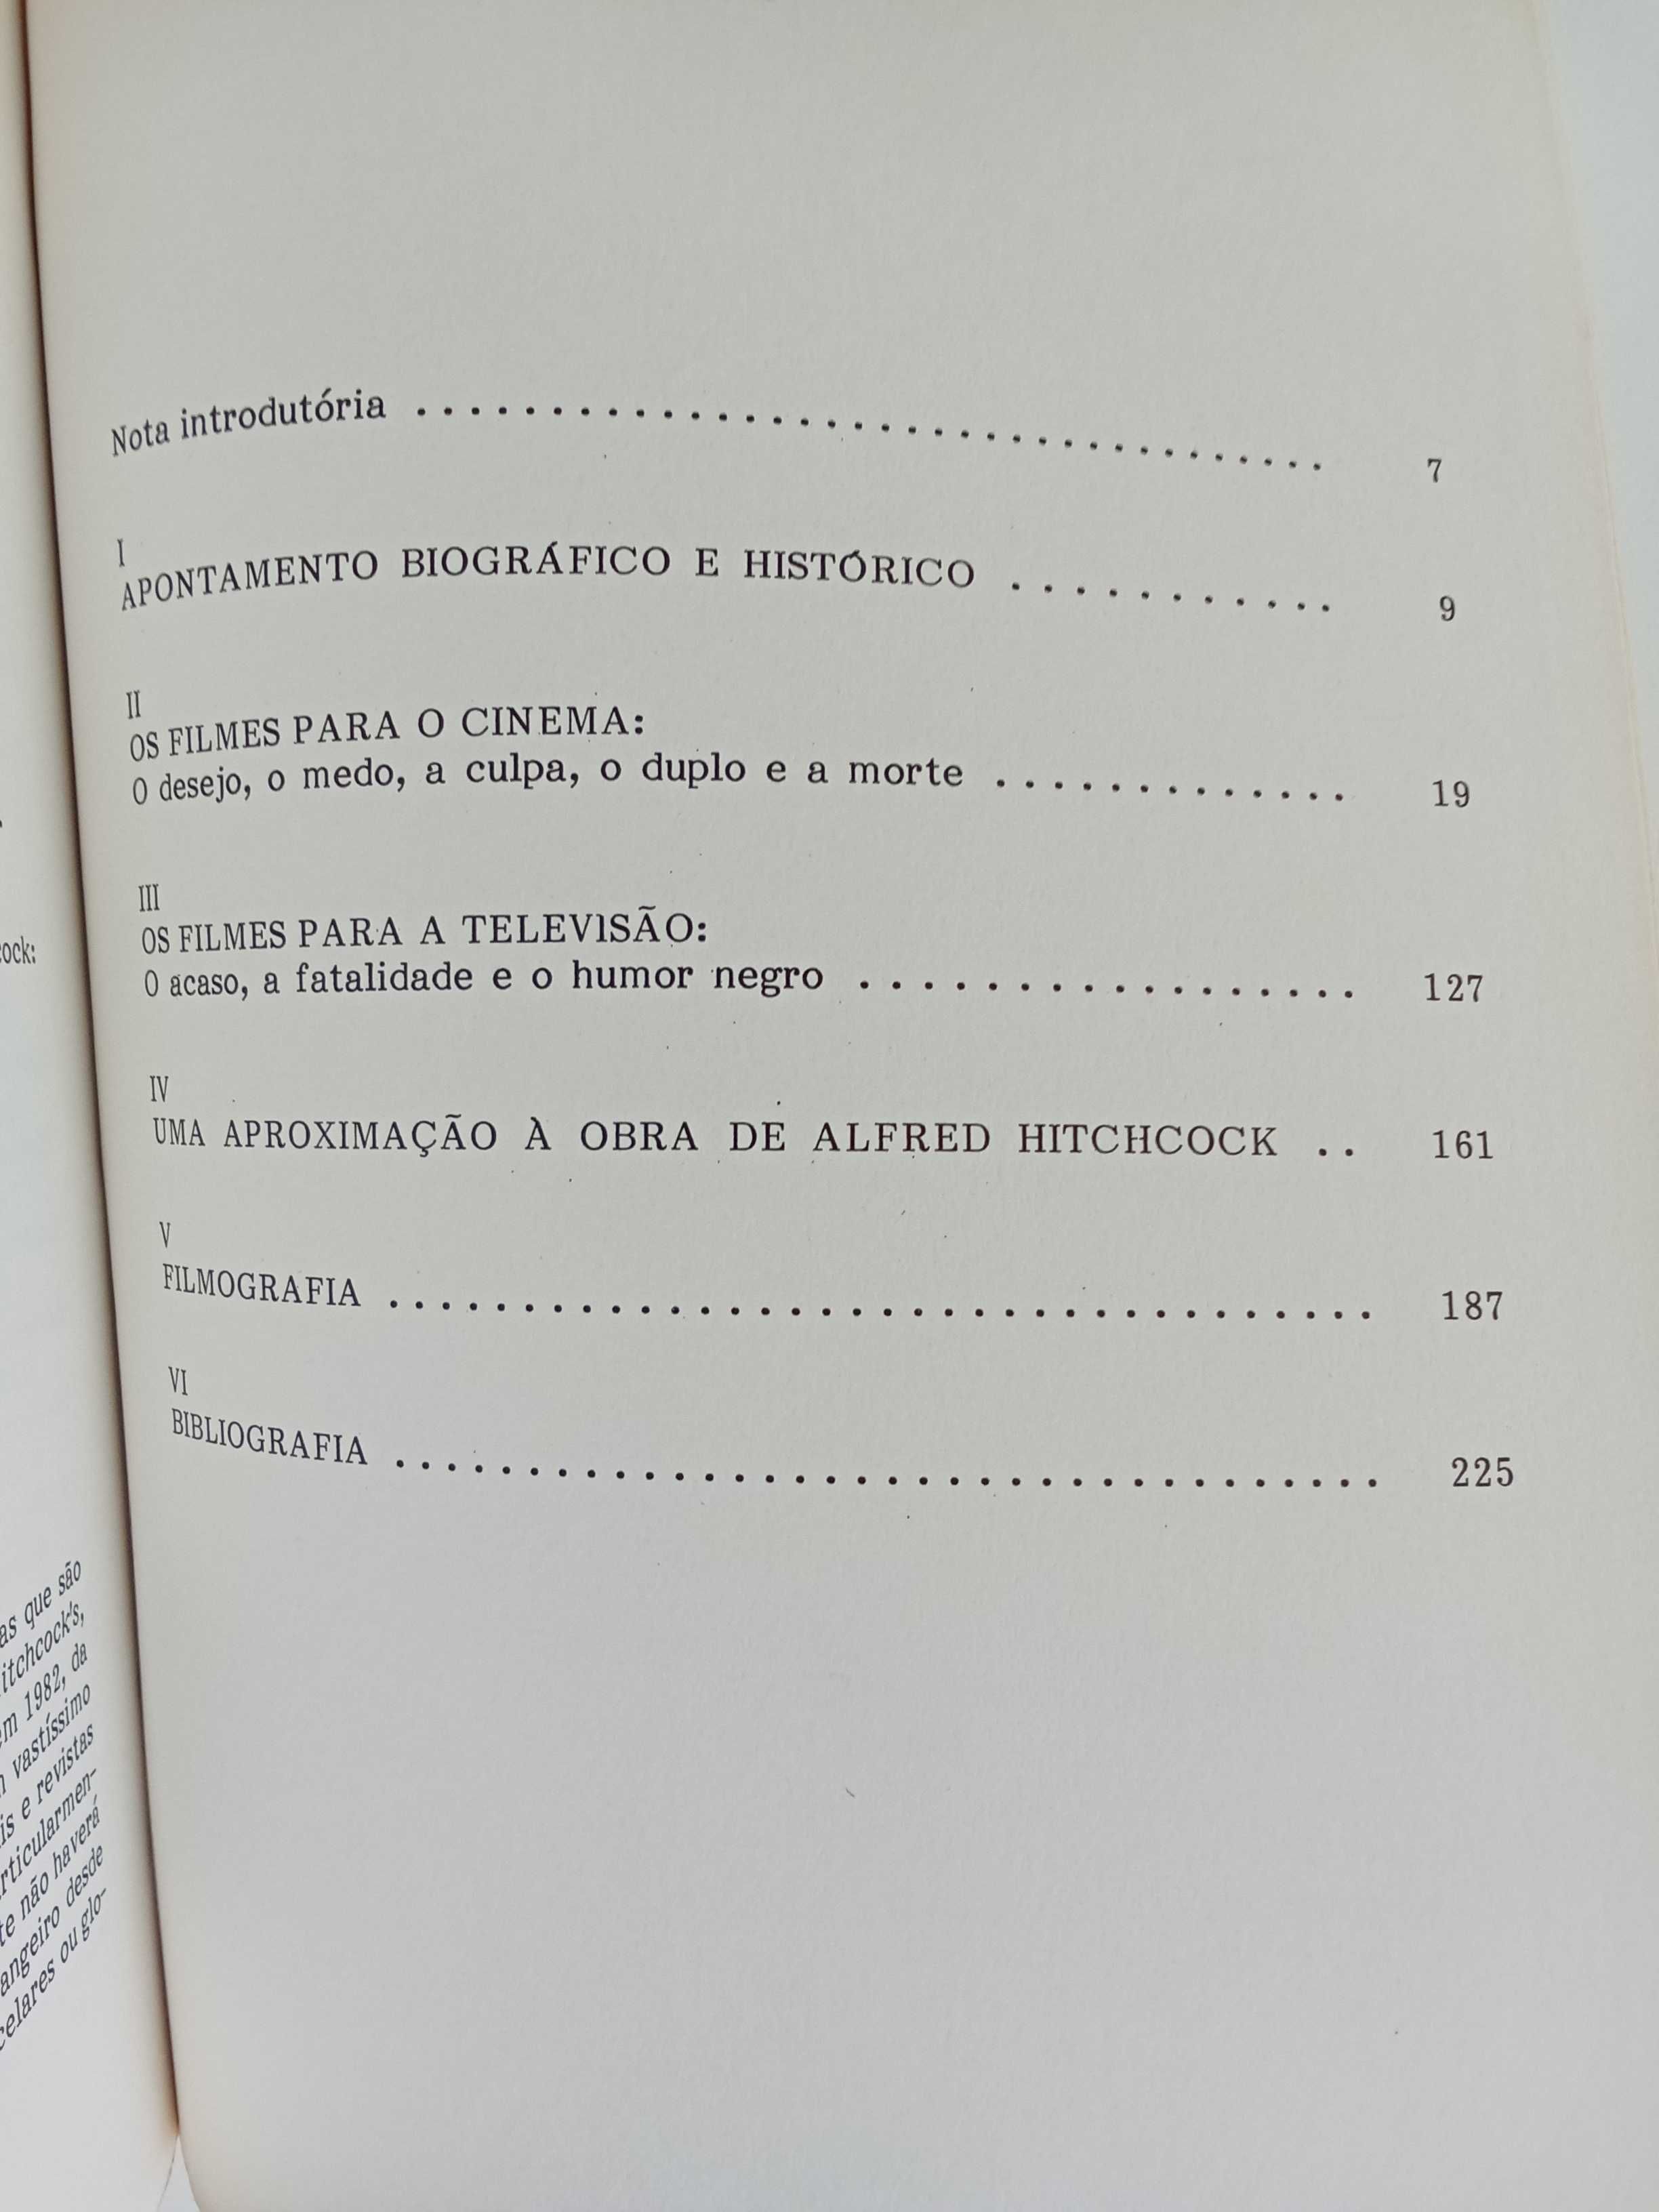 ock:
as que são
itchcock's,
em 1982, da
vastíssimo
is e revistas
rticularmen-
te não haverá
angeiro desde
celares ou glo-
Nota introdutória . . . . . . . . . . . . . . . . . . . . . . . . . . . . . . . . . . 7
I
APONTAMENTO BIOGRÁFICO E HISTÓRICO . . . . . . . . . . . 9
II
OS FILMES PARA O CINEMA:
O desejo, o medo, a culpa, o duplo e a morte . . . . . . . . . . . . . 19
III
OS FILMES PARA A TELEVISÃO:
O acaso, a fatalidade e o humor negro . . . . . . . . . . . . . . . . . 127
IV
UMA APROXIMAÇÃO À OBRA DE ALFRED HITCHCOCK . . 161
V
FILMOGRAFIA . . . . . . . . . . . . . . . . . . . . . . . . . . . . . . . . . . 187
VI
BIBLIOGRAFIA . . . . . . . . . . . . . . . . . . . . . . . . . . . . . . . . . . 225